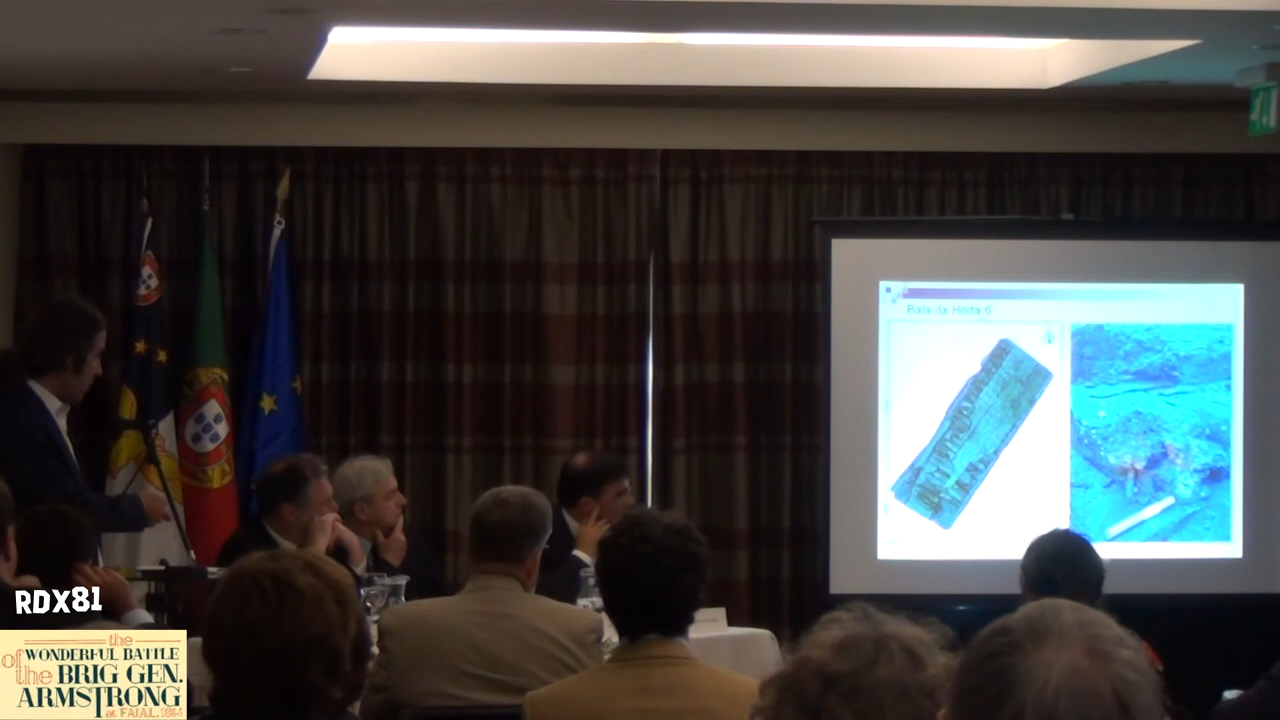 Baía da Horta 6
RDX81
the
WONDERFUL BATTLE
of the BRIG GEN.
ARMSTRONG
at FAIAL. 1814